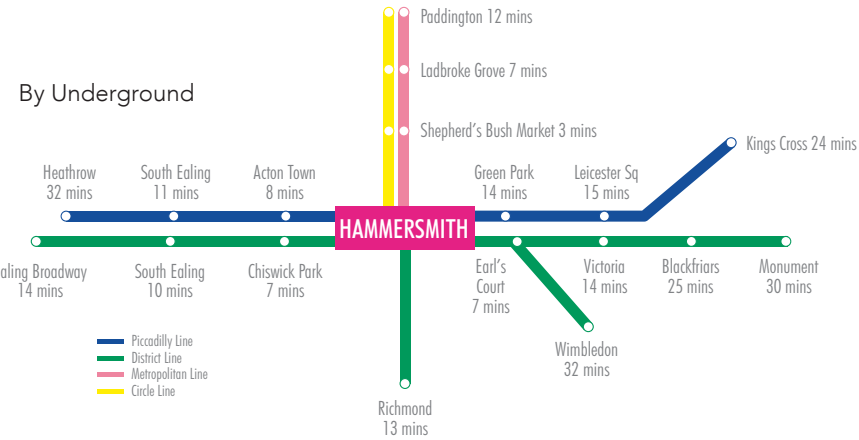 Paddington 12 mins
Ladbroke Grove 7 mins
By Underground
Shepherd's Bush Market 3 mins
Kings Cross 24 mins
Heathrow
32 mins
South Ealing
11 mins
Acton Town
8 mins
Green Park
14 mins
Leicester Sq
15 mins
HAMMERSMITH
aling Broadway
14 mins
South Ealing
10 mins
Chiswick Park
7 mins
Earl's
Court
7 mins
Victoria
14 mins
Blackfriars
25 mins
Monument
30 mins
Piccadilly Line
District Line
Metropolitan Line
Circle Line
Wimbledon
32 mins
Richmond
13 mins